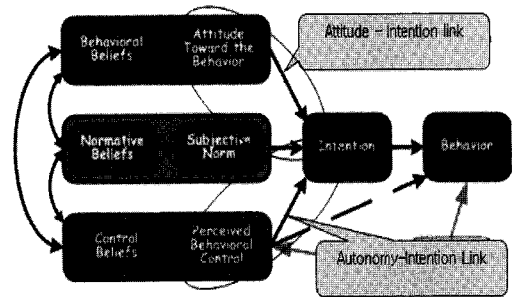 Behavioral
Beliefs
Attitude
Toward the
Behavior
Attitude – Intention link
Normative
Beliefs
Subjective
Norm
Intention
Behavior
Control
Beliefs
Perceived
Behavioral
Control
Autonomy-Intention Link